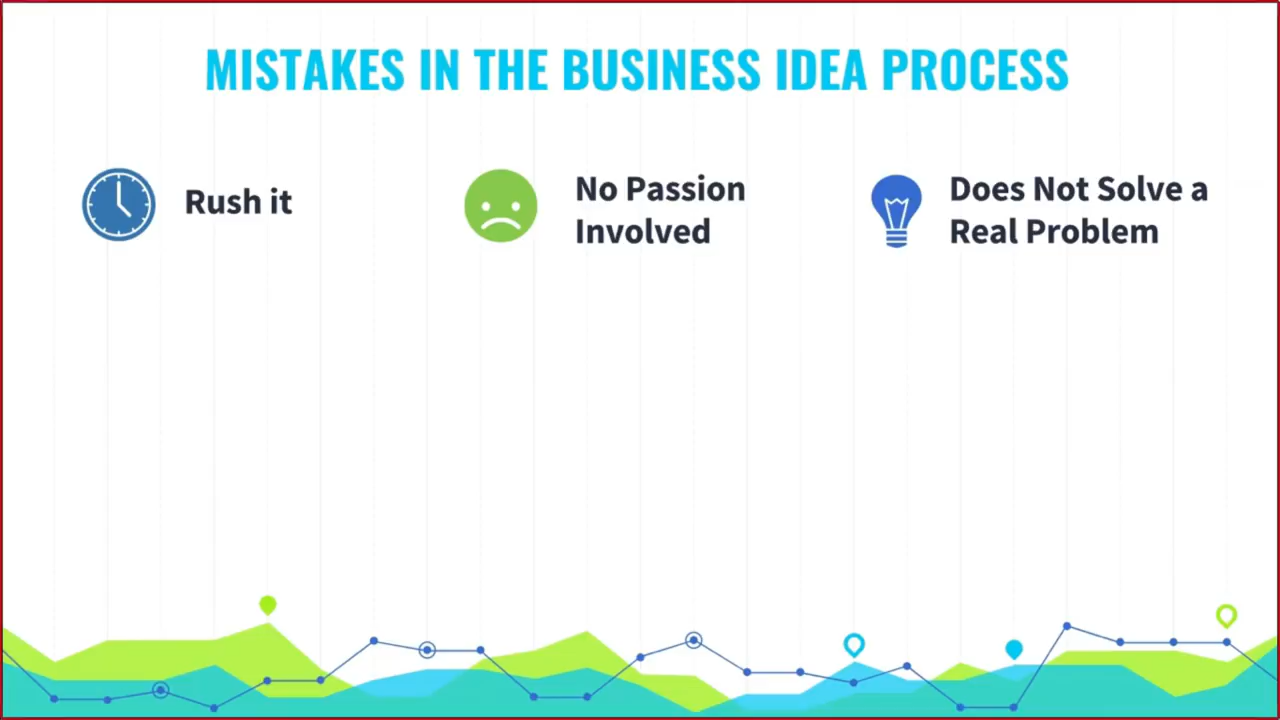 MISTAKES IN THE BUSINESS IDEA PROCESS
Rush it
No Passion
Involved
Does Not Solve a
Real Problem